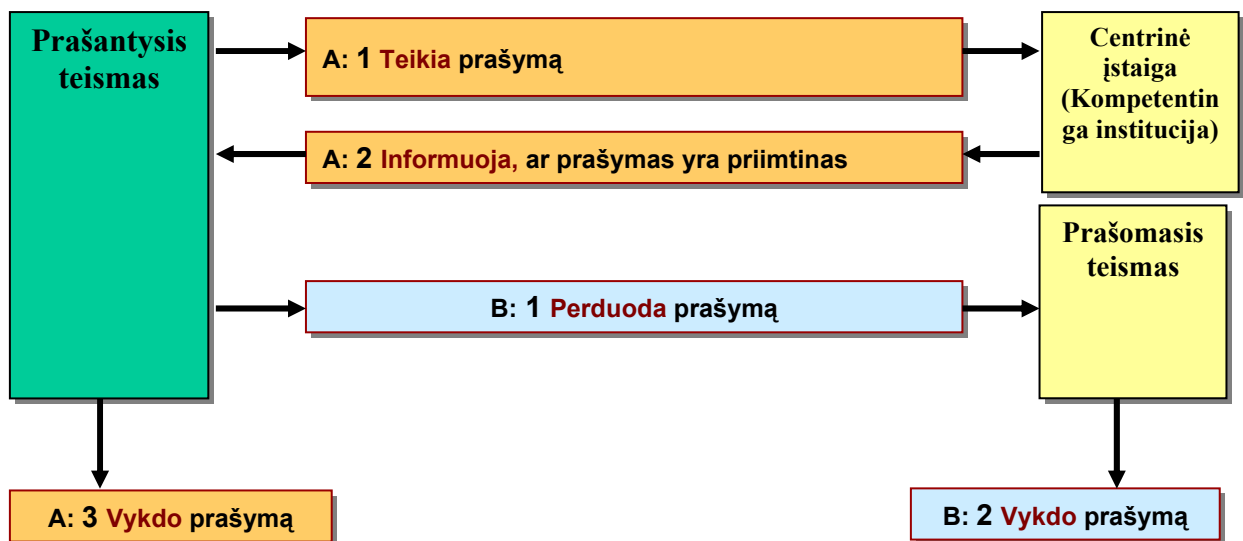 Prašantysis
teismas
A: 1 Teikia prašymą
Centrinė
įstaiga
(Kompetentin
ga institucija)
A: 2 Informuoja, ar prašymas yra priimtinas
Prašomasis
teismas
B: 1 Perduoda prašymą
A: 3 Vykdo prašymą
B: 2 Vykdo prašymą